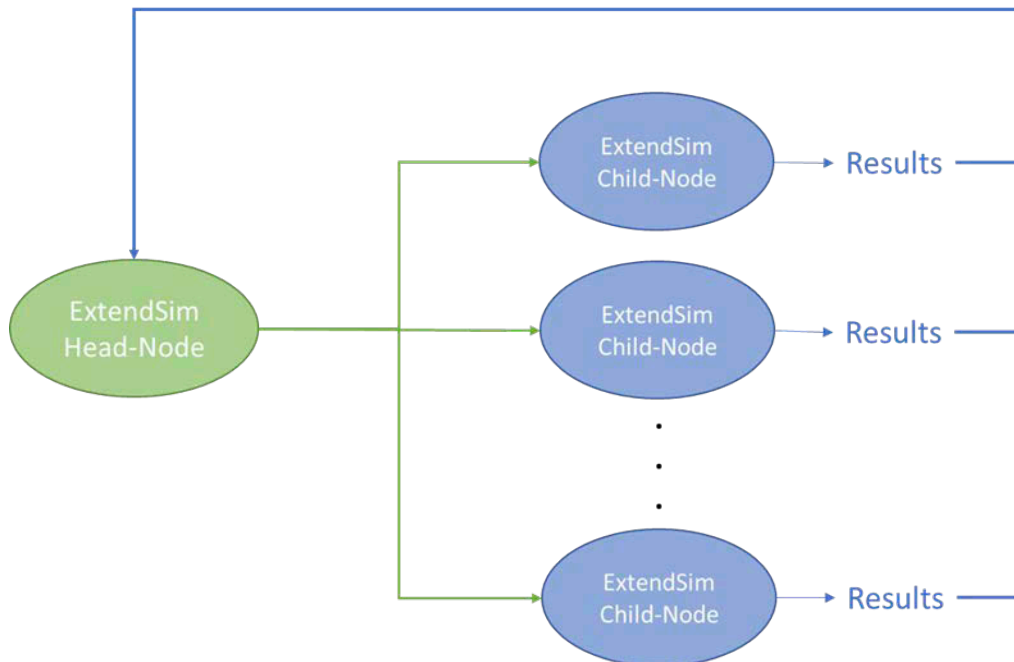 ExtendSim
Child-Node
Results
ExtendSim
Head-Node
ExtendSim
Child-Node
Results
ExtendSim
Child-Node
Results